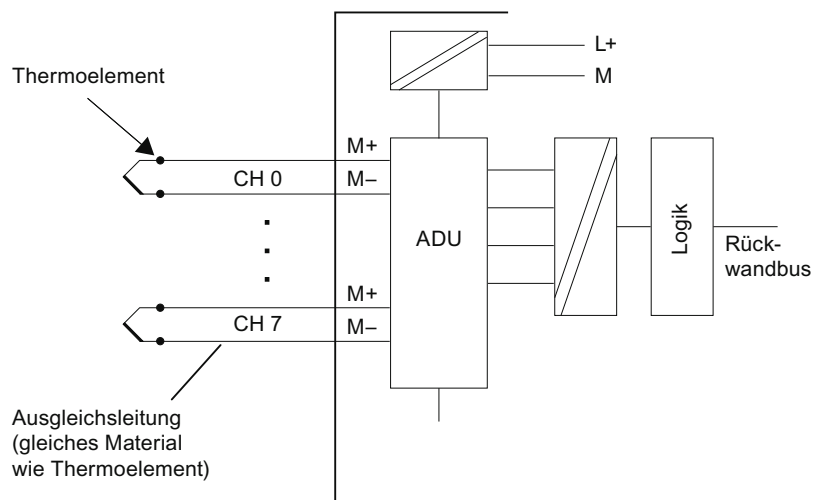 L+
M
Thermoelement
M+
CH 0
M–
ADU
Logik
Rück-
wandbus
M+
CH 7
M–
Ausgleichsleitung
(gleiches Material
wie Thermoelement)